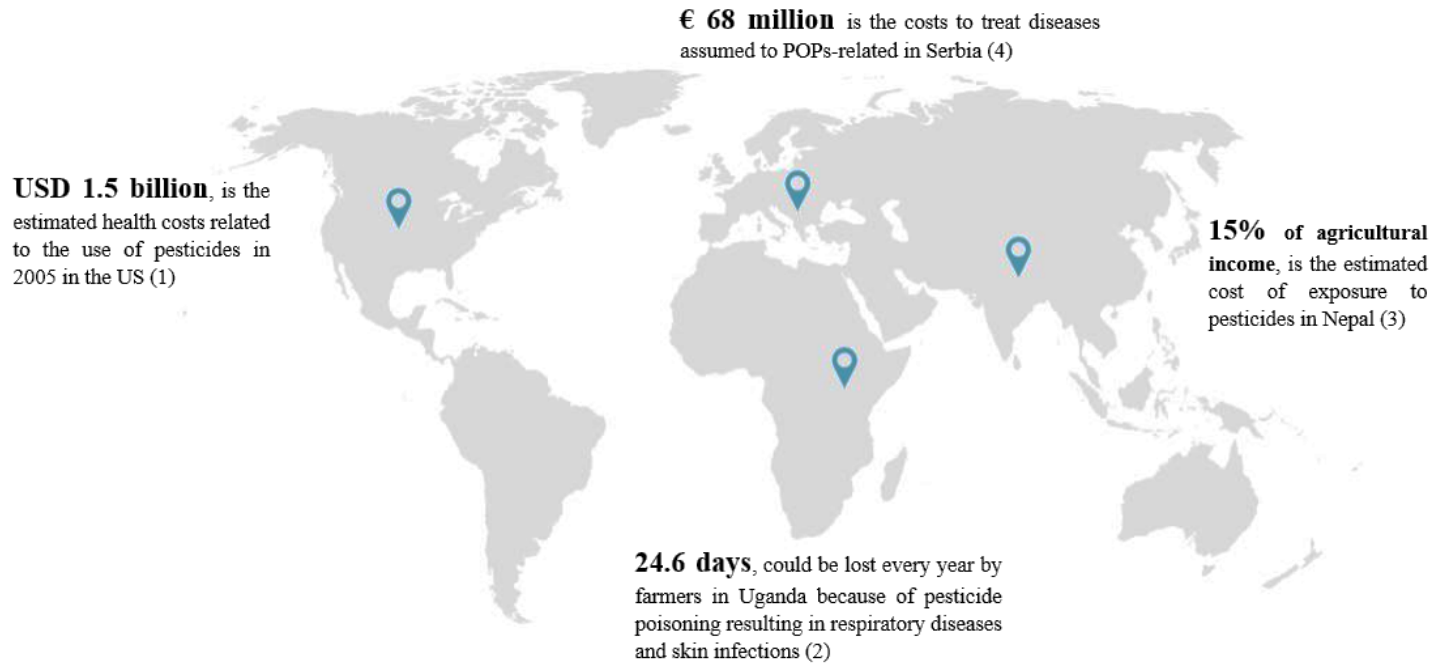 € 68 million is the costs to treat diseases
assumed to POPs-related in Serbia (4)
USD 1.5 billion, is the
estimated health costs related
to the use of pesticides in
2005 in the US (1)
15% of agricultural
income, is the estimated
cost of exposure to
pesticides in Nepal (3)
24.6 days, could be lost every year by
farmers in Uganda because of pesticide
poisoning resulting in respiratory diseases
and skin infections (2)